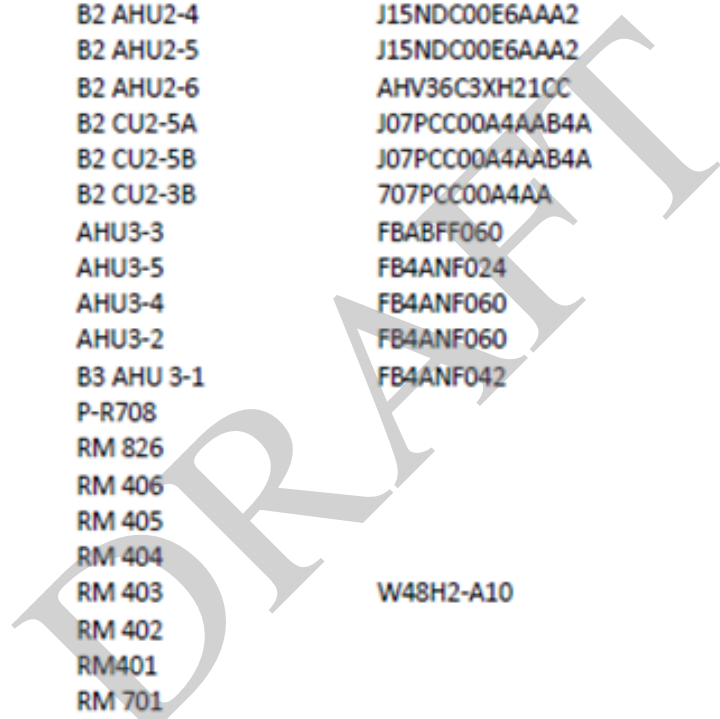 B2 AHU2-4 J15NDC00E6AAA2
B2 AHU2-5 J15NDC00E6AAA2
B2 AHU2-6 AHV36C3XH21CC
B2 CU2-5A J07PCC00A4AAB4A
B2 CU2-5B J07PCC00A4AAB4A
B2 CU2-3B 707PCC00A4AA
AHU3-3 FBABFF060
AHU3-5 FB4ANF024
AHU3-4 FB4ANF060
AHU3-2 FB4ANF060
B3 AHU 3-1 FB4ANF042
P-R708
RM 826
RM 406
RM 405
RM 404
RM 403 W48H2-A10
RM 402
RM401
RM 701
DRAFT